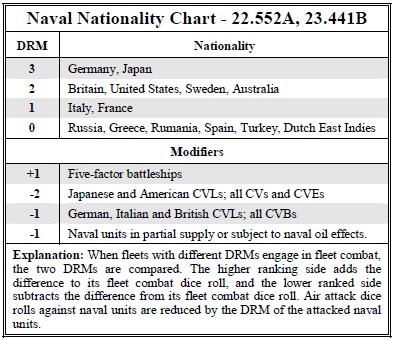 Naval Nationality Chart - 22.552A, 23.441B
DRM Nationality
3 Germany, Japan
2 Britain, United States, Sweden, Australia
1 Italy, France
0 Russia, Greece, Rumania, Spain, Turkey, Dutch East Indies
Modifiers
+1 Five-factor battleships
-2 Japanese and American CVLs; all CVs and CVEs
-1 German, Italian and British CVLs; all CVBs
-1 Naval units in partial supply or subject to naval oil effects.
Explanation: When fleets with different DRMs engage in fleet combat,
the two DRMs are compared. The higher ranking side adds the
difference to its fleet combat dice roll, and the lower ranked side
subtracts the difference from its fleet combat dice roll. Air attack dice
rolls against naval units are reduced by the DRM of the attacked naval
units.